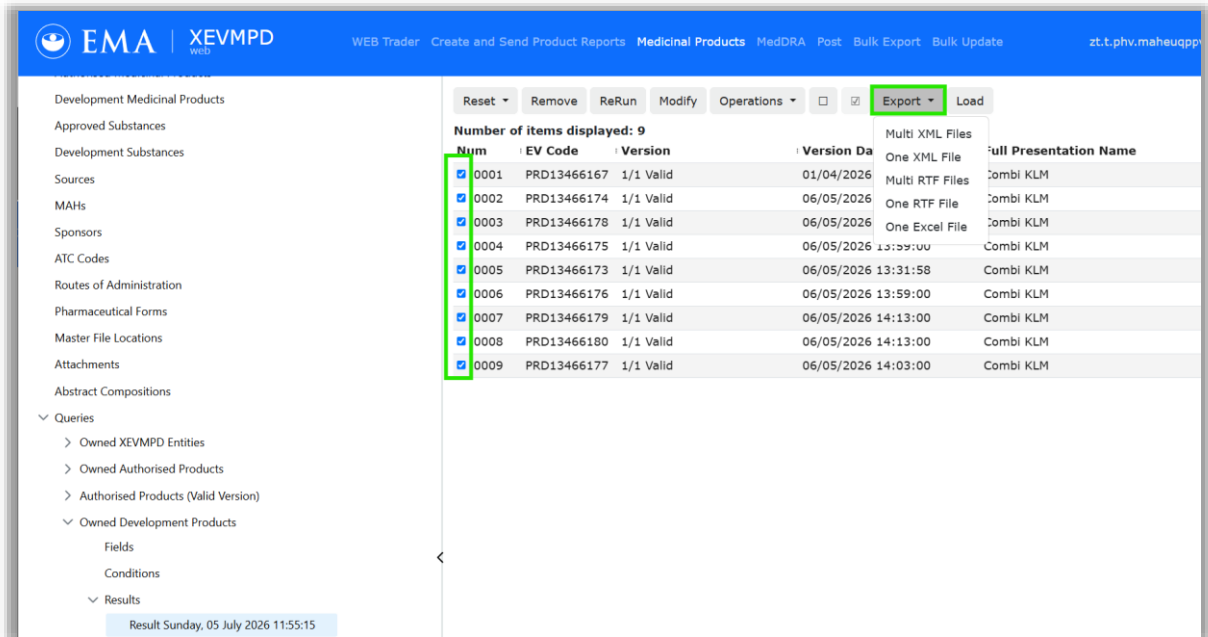 EMA | XEVMPD web
WEB Trader Create and Send Product Reports Medicinal Products MedDRA Post Bulk Export Bulk Update zt.t.phv.maheuqppv
Development Medicinal Products
Approved Substances
Development Substances
Sources
MAHs
Sponsors
ATC Codes
Routes of Administration
Pharmaceutical Forms
Master File Locations
Attachments
Abstract Compositions
Queries
Owned XEVMPD Entities
Owned Authorised Products
Authorised Products (Valid Version)
Owned Development Products
Fields
Conditions
Results
Result Sunday, 05 July 2026 11:55:15
Reset Remove ReRun Modify Operations Export Load
Multi XML Files
One XML File
Multi RTF Files
One RTF File
One Excel File
Number of items displayed: 9
Num EV Code Version Version Da Full Presentation Name
0001 PRD13466167 1/1 Valid 01/04/2026 Combi KLM
0002 PRD13466174 1/1 Valid 06/05/2026 Combi KLM
0003 PRD13466178 1/1 Valid 06/05/2026 Combi KLM
0004 PRD13466175 1/1 Valid 06/05/2026 13:59:00 Combi KLM
0005 PRD13466173 1/1 Valid 06/05/2026 13:31:58 Combi KLM
0006 PRD13466176 1/1 Valid 06/05/2026 13:59:00 Combi KLM
0007 PRD13466179 1/1 Valid 06/05/2026 14:13:00 Combi KLM
0008 PRD13466180 1/1 Valid 06/05/2026 14:13:00 Combi KLM
0009 PRD13466177 1/1 Valid 06/05/2026 14:03:00 Combi KLM